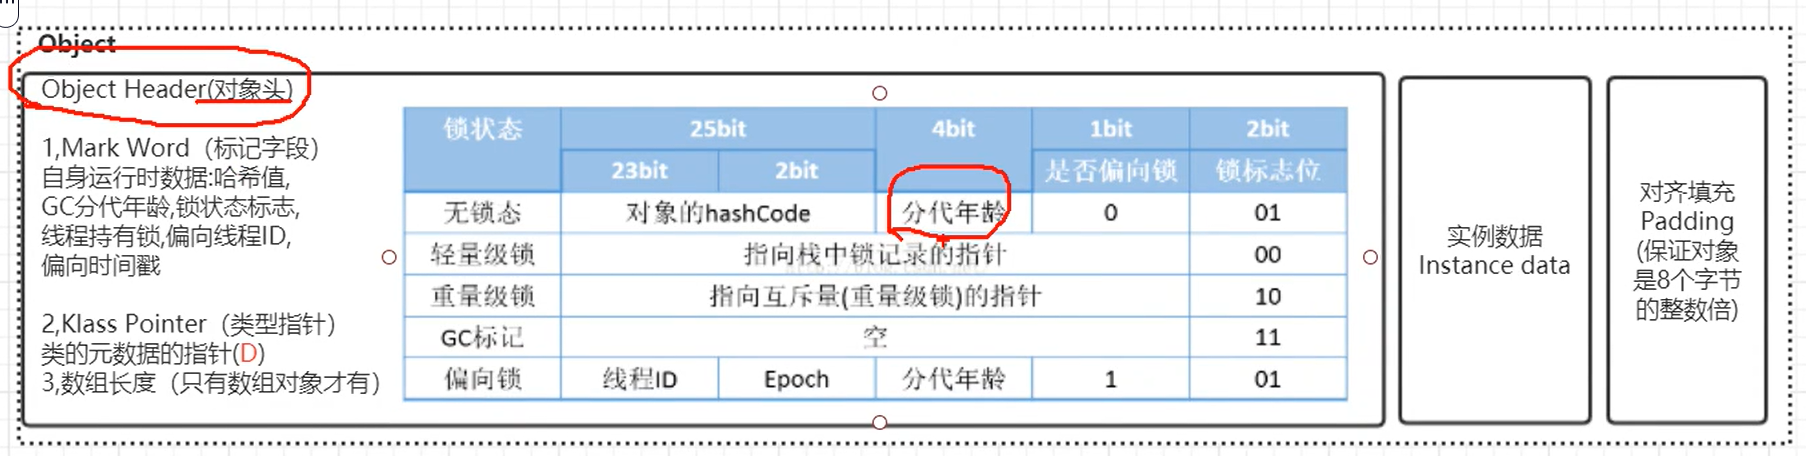 Object
Object Header(对象头)
1,Mark Word（标记字段）
自身运行时数据:哈希值,
GC分代年龄,锁状态标志,
线程持有锁,偏向线程ID,
偏向时间戳
2,Klass Pointer（类型指针）
类的元数据的指针(D)
3,数组长度（只有数组对象才有）
锁状态 25bit 4bit 1bit 2bit
23bit 2bit 是否偏向锁 锁标志位
无锁态 对象的hashCode 分代年龄 0 01
轻量级锁 指向栈中锁记录的指针 00
重量级锁 指向互斥量(重量级锁)的指针 10
GC标记 空 11
偏向锁 线程ID Epoch 分代年龄 1 01
实例数据
Instance data
对齐填充
Padding
(保证对象
是8个字节
的整数倍)